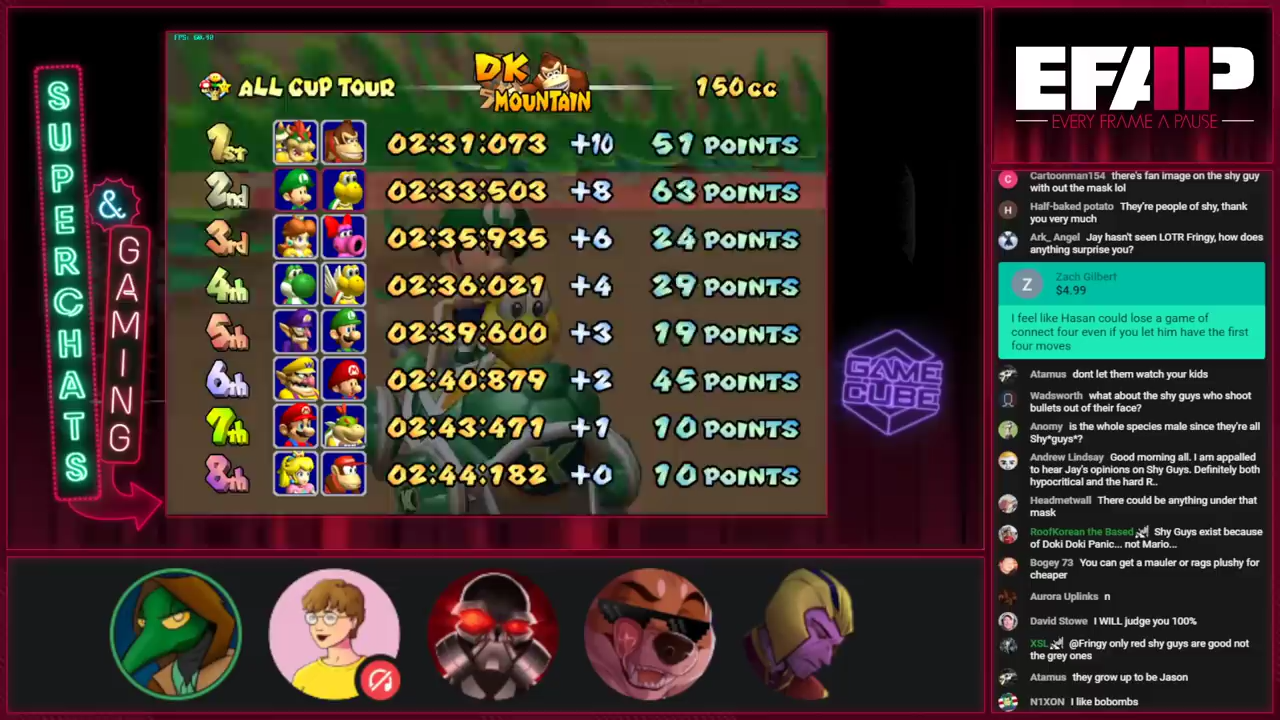 FPS: 60.40
SUPERCHATS
&
GAMING
ALL CUP TOUR
DK
MOUNTAIN
150cc
1st 02:31:073 +10 51 POINTS
2nd 02:33:503 +8 63 POINTS
3rd 02:35:935 +6 24 POINTS
4th 02:36:021 +4 29 POINTS
5th 02:39:600 +3 19 POINTS
6th 02:40:879 +2 45 POINTS
7th 02:43:471 +1 10 POINTS
8th 02:44:182 +0 10 POINTS
GAME
CUBE
EFAP
EVERY FRAME A PAUSE
C Cartoonman154 there's fan image on the shy guy
with out the mask lol
H Half-baked potato They're people of shy, thank
you very much
Ark_Angel Jay hasn't seen LOTR Fringy, how does
anything surprise you?
Z Zach Gilbert
$4.99
I feel like Hasan could lose a game of
connect four even if you let him have the first
four moves
Atamus dont let them watch your kids
Wadsworth what about the shy guys who shoot
bullets out of their face?
Anomy is the whole species male since they're all
Shy*guys*?
Andrew Lindsay Good morning all. I am appalled
to hear Jay's opinions on Shy Guys. Definitely both
hypocritical and the hard R..
Headmetwall There could be anything under that
mask
RoofKorean the Based Shy Guys exist because
of Doki Doki Panic... not Mario...
Bogey 73 You can get a mauler or rags plushy for
cheaper
Aurora Uplinks n
David Stowe I WILL judge you 100%
XSL @Fringy only red shy guys are good not
the grey ones
Atamus they grow up to be Jason
N1XON I like bobombs